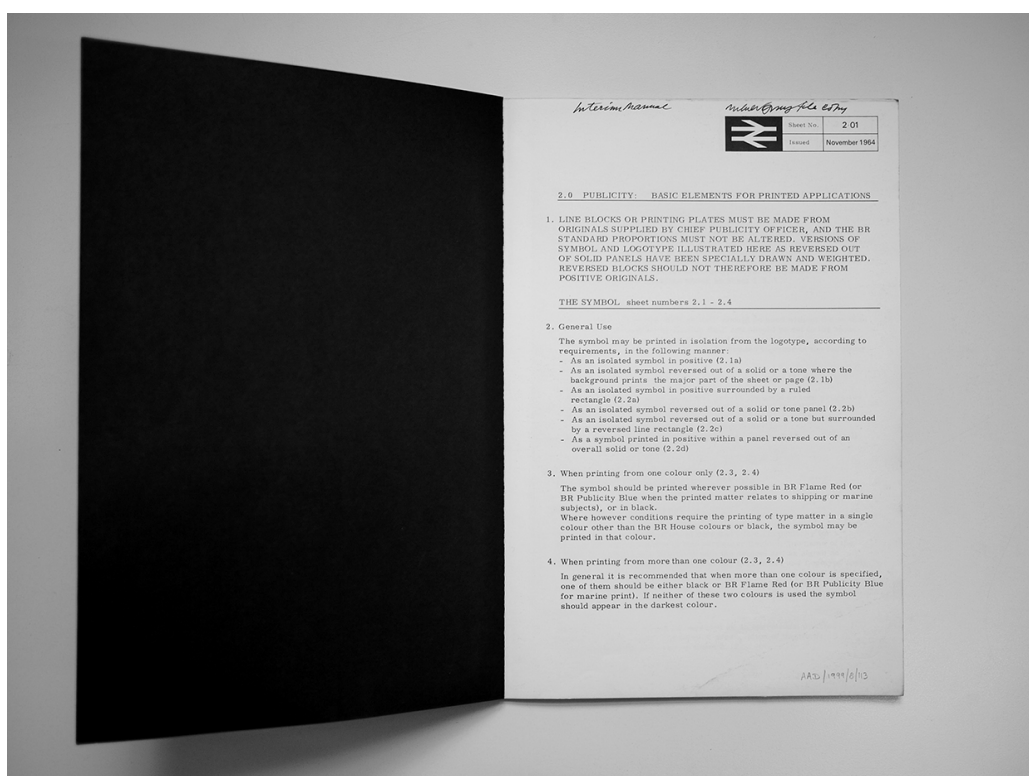 Interim Manual
file copy
Sheet No. 2·01
Issued November 1964
2.0 PUBLICITY: BASIC ELEMENTS FOR PRINTED APPLICATIONS
1. LINE BLOCKS OR PRINTING PLATES MUST BE MADE FROM
ORIGINALS SUPPLIED BY CHIEF PUBLICITY OFFICER, AND THE BR
STANDARD PROPORTIONS MUST NOT BE ALTERED. VERSIONS OF
SYMBOL AND LOGOTYPE ILLUSTRATED HERE AS REVERSED OUT
OF SOLID PANELS HAVE BEEN SPECIALLY DRAWN AND WEIGHTED.
REVERSED BLOCKS SHOULD NOT THEREFORE BE MADE FROM
POSITIVE ORIGINALS.
THE SYMBOL sheet numbers 2.1 - 2.4
2. General Use
The symbol may be printed in isolation from the logotype, according to
requirements, in the following manner:
- As an isolated symbol in positive (2.1a)
- As an isolated symbol reversed out of a solid or a tone where the
background prints the major part of the sheet or page (2.1b)
- As an isolated symbol in positive surrounded by a ruled
rectangle (2.2a)
- As an isolated symbol reversed out of a solid or tone panel (2.2b)
- As an isolated symbol reversed out of a solid or a tone but surrounded
by a reversed line rectangle (2.2c)
- As a symbol printed in positive within a panel reversed out of an
overall solid or tone (2.2d)
3. When printing from one colour only (2.3, 2.4)
The symbol should be printed wherever possible in BR Flame Red (or
BR Publicity Blue when the printed matter relates to shipping or marine
subjects), or in black.
Where however conditions require the printing of type matter in a single
colour other than the BR House colours or black, the symbol may be
printed in that colour.
4. When printing from more than one colour (2.3, 2.4)
In general it is recommended that when more than one colour is specified,
one of them should be either black or BR Flame Red (or BR Publicity Blue
for marine print). If neither of these two colours is used the symbol
should appear in the darkest colour.